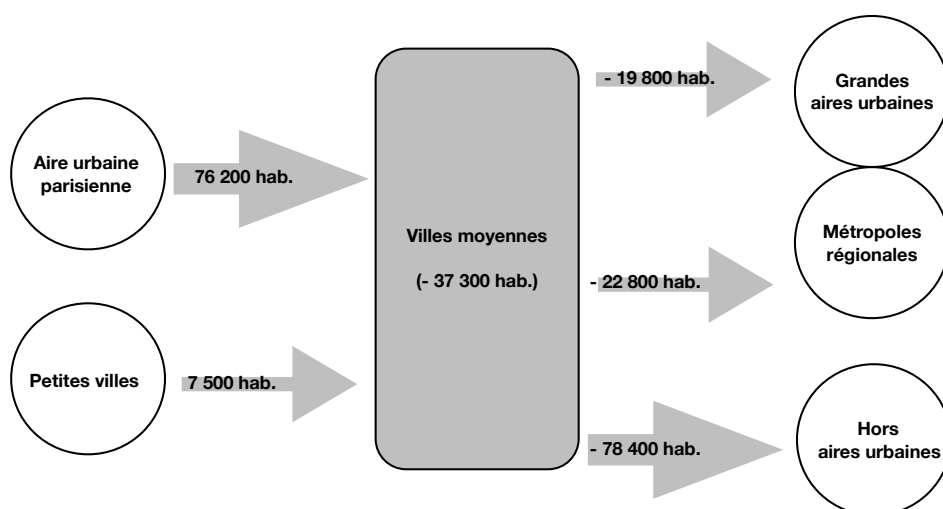 Aire urbaine
parisienne
76 200 hab.
Petites villes
7 500 hab.
Villes moyennes
(- 37 300 hab.)
- 19 800 hab.
Grandes
aires urbaines
- 22 800 hab.
Métropoles
régionales
- 78 400 hab.
Hors
aires urbaines